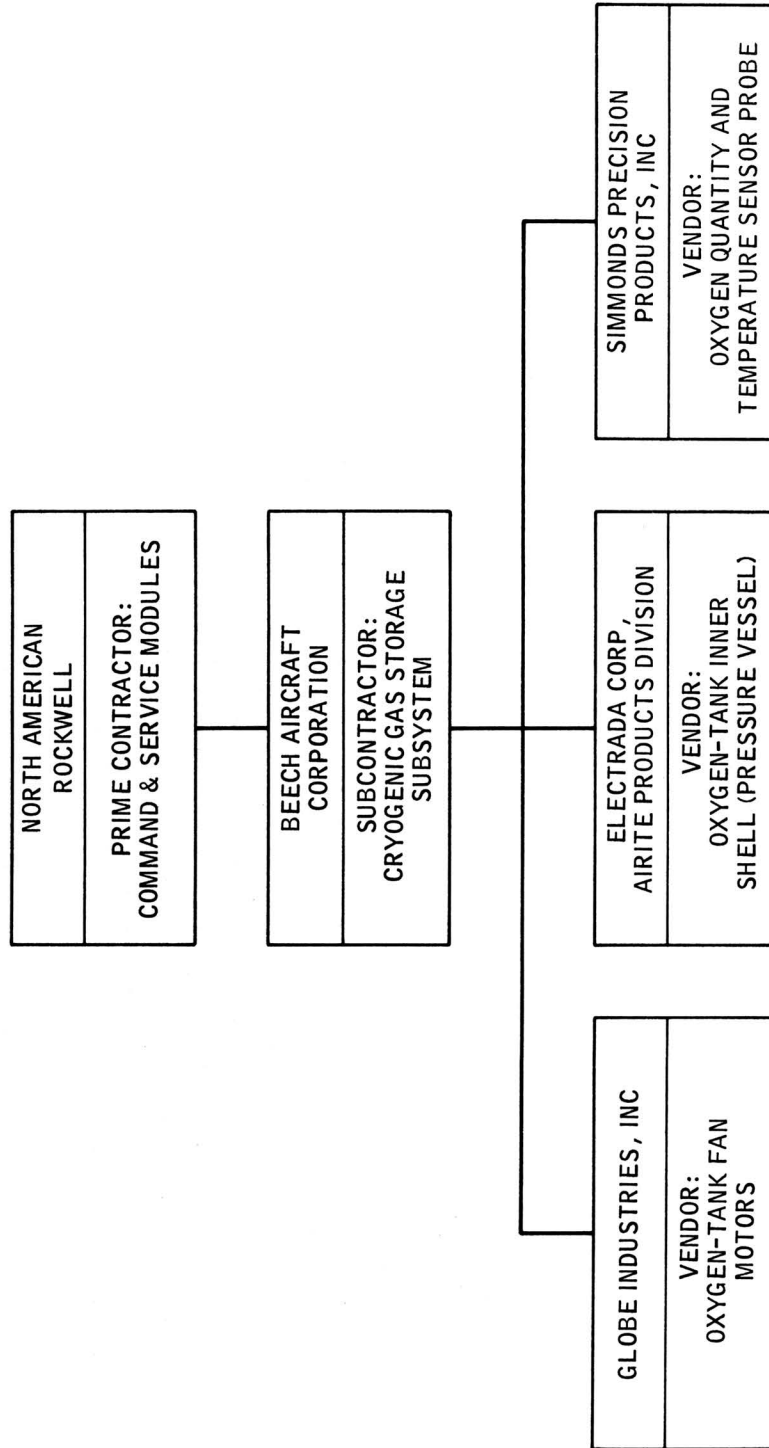 NORTH AMERICAN
ROCKWELL
PRIME CONTRACTOR:
COMMAND & SERVICE MODULES
BEECH AIRCRAFT
CORPORATION
SUBCONTRACTOR:
CRYOGENIC GAS STORAGE
SUBSYSTEM
GLOBE INDUSTRIES, INC
VENDOR:
OXYGEN-TANK FAN
MOTORS
ELECTRADA CORP,
AIRITE PRODUCTS DIVISION
VENDOR:
OXYGEN-TANK INNER
SHELL (PRESSURE VESSEL)
SIMMONDS PRECISION
PRODUCTS, INC
VENDOR:
OXYGEN QUANTITY AND
TEMPERATURE SENSOR PROBE